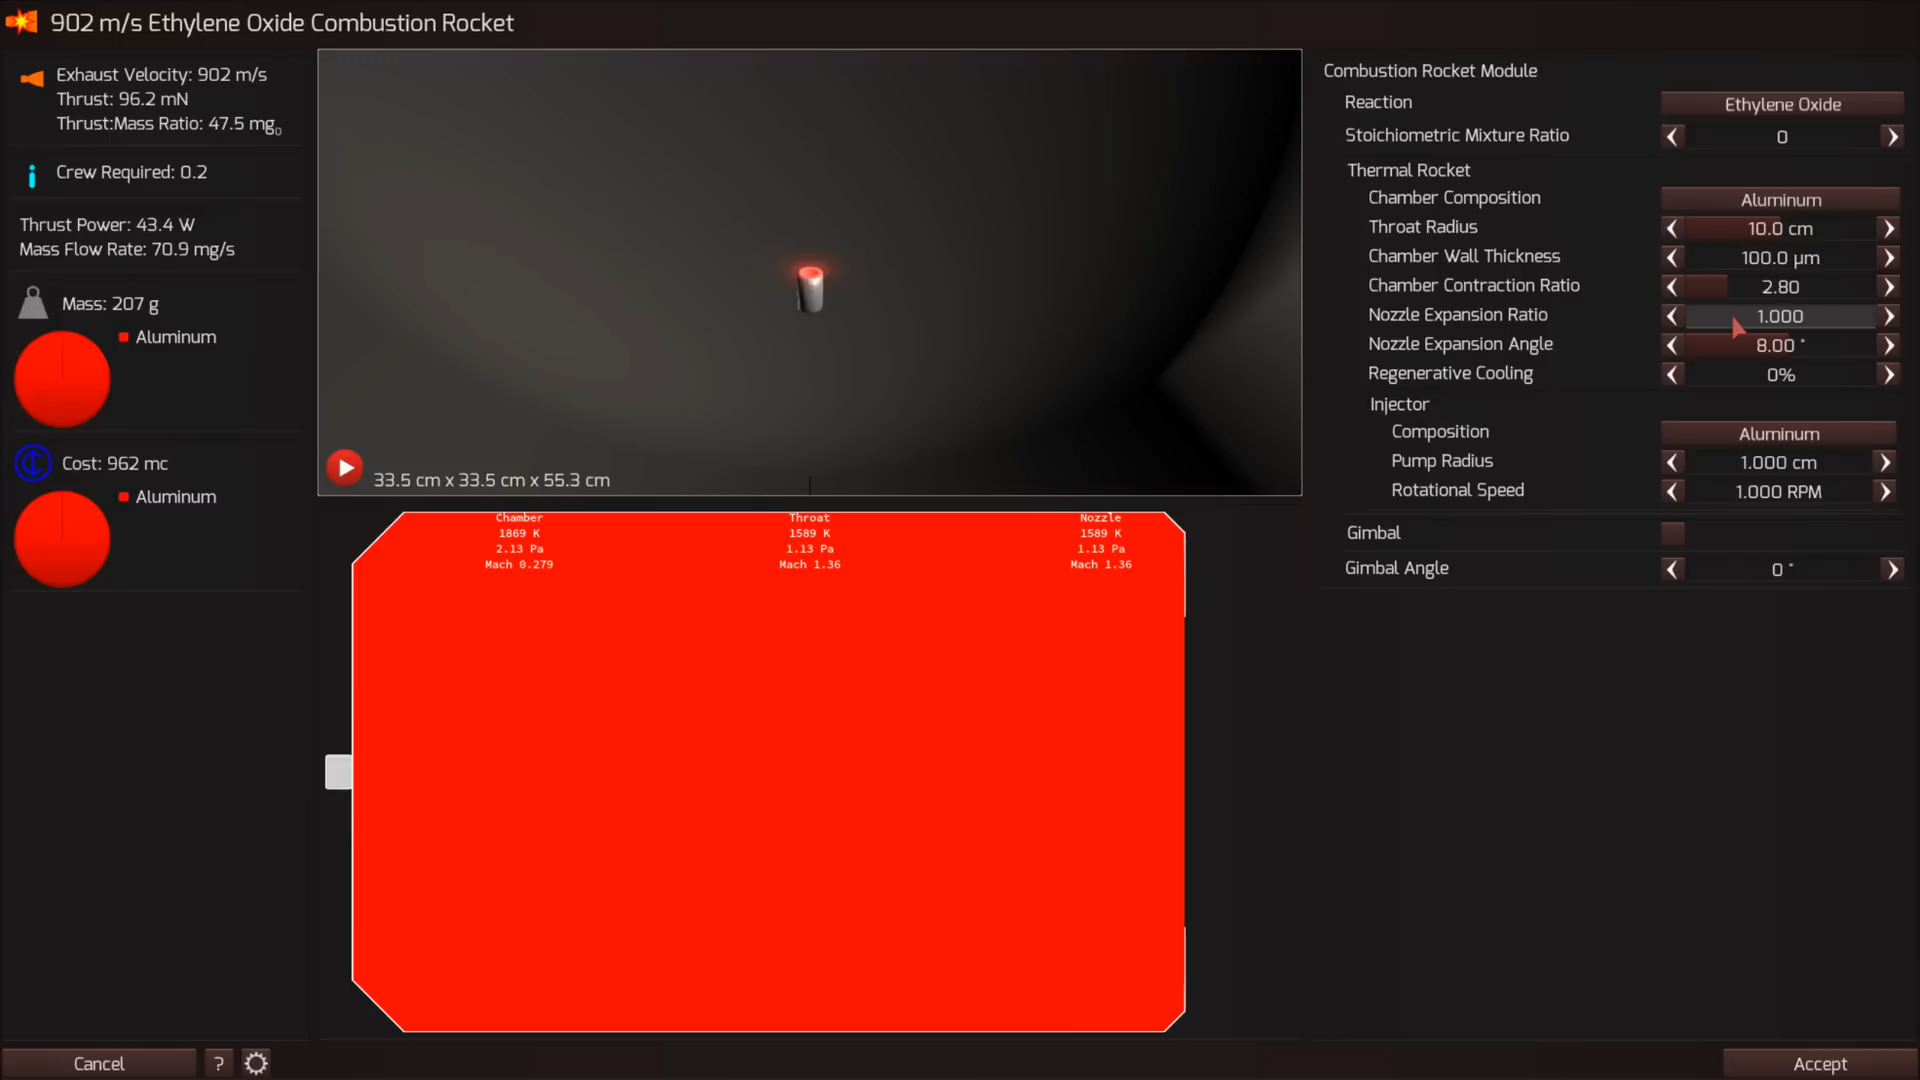 902 m/s Ethylene Oxide Combustion Rocket
Exhaust Velocity: 902 m/s
Thrust: 96.2 mN
Thrust:Mass Ratio: 47.5 mg₀
Crew Required: 0.2
Thrust Power: 43.4 W
Mass Flow Rate: 70.9 mg/s
Mass: 207 g
Aluminum
Cost: 962 mc
Aluminum
33.5 cm x 33.5 cm x 55.3 cm
Chamber
1869 K
2.13 Pa
Mach 0.279
Throat
1589 K
1.13 Pa
Mach 1.36
Nozzle
1589 K
1.13 Pa
Mach 1.36
Combustion Rocket Module
Reaction Ethylene Oxide
Stoichiometric Mixture Ratio 0
Thermal Rocket
Chamber Composition Aluminum
Throat Radius 10.0 cm
Chamber Wall Thickness 100.0 µm
Chamber Contraction Ratio 2.80
Nozzle Expansion Ratio 1.000
Nozzle Expansion Angle 8.00 °
Regenerative Cooling 0%
Injector
Composition Aluminum
Pump Radius 1.000 cm
Rotational Speed 1.000 RPM
Gimbal
Gimbal Angle 0 °
Cancel ? Accept